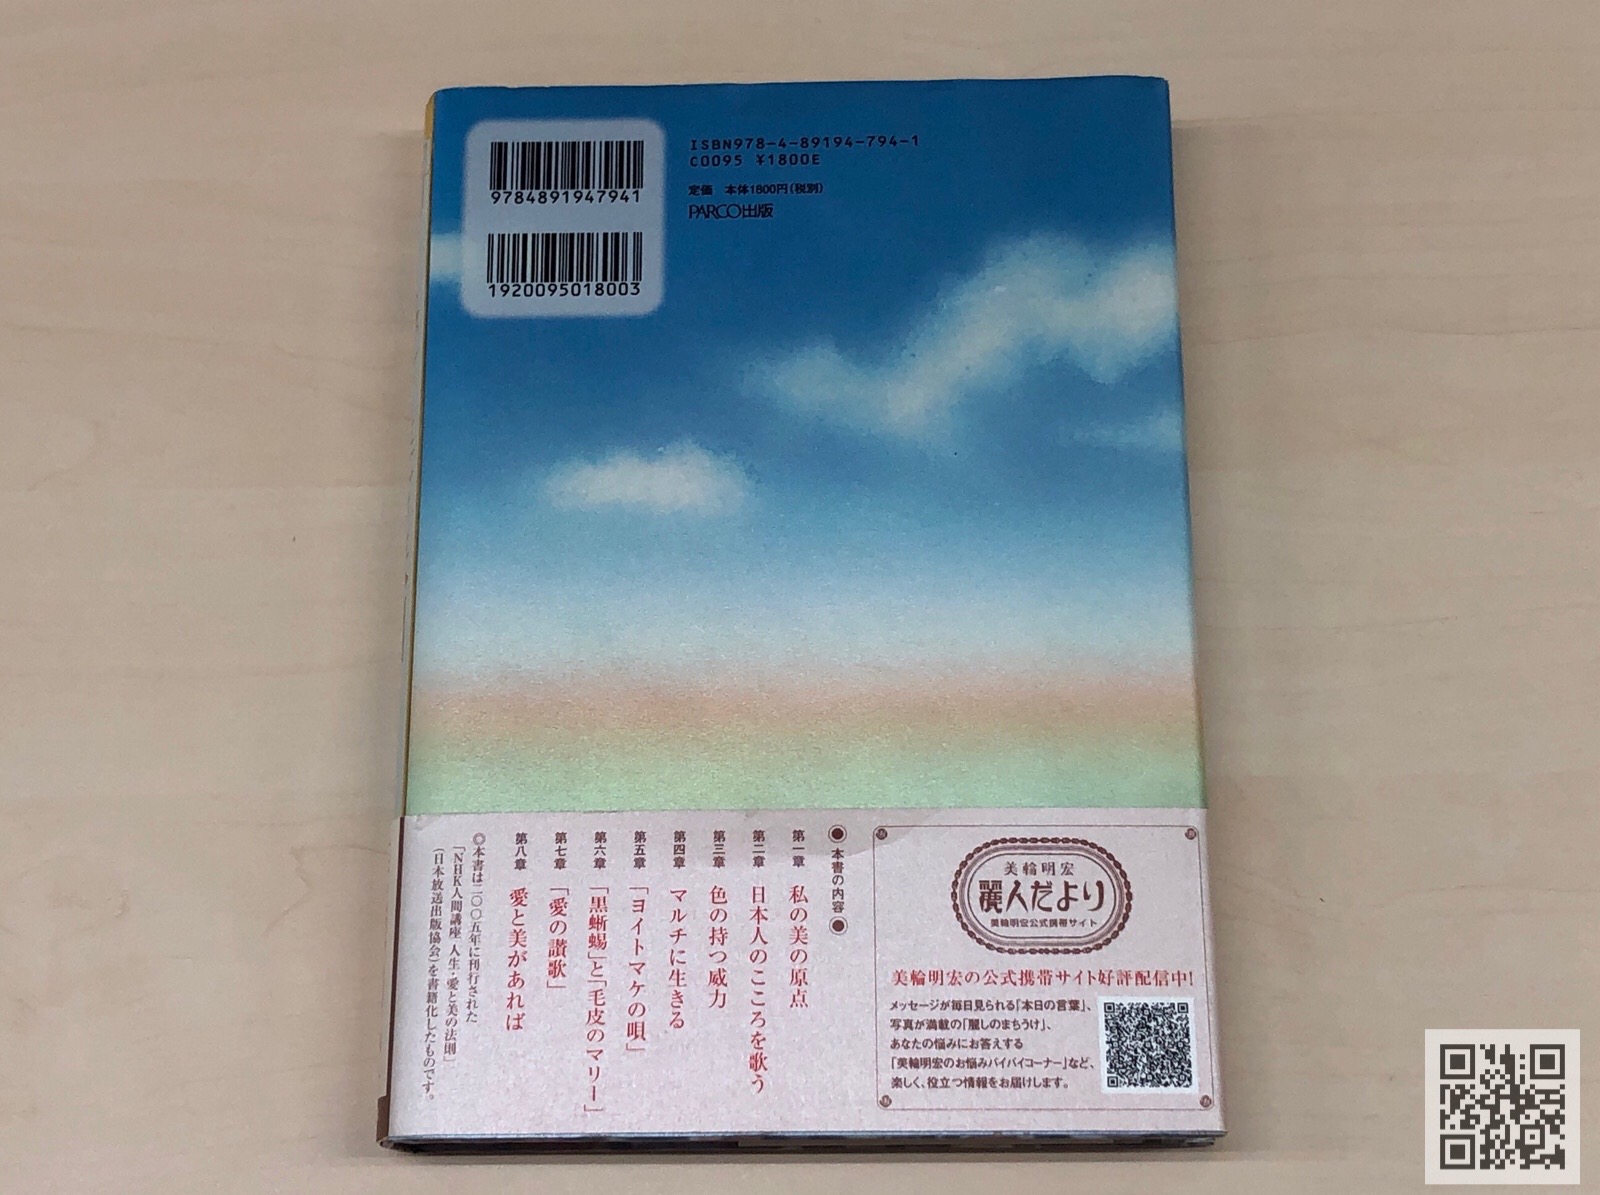 9784891947941
1920095018003
ISBN978-4-89194-794-1
C0095 ¥1800E
定価 本体1800円(税別)
PARCO出版
●本書の内容●
第一章 私の美の原点
第二章 日本人のこころを歌う
第三章 色の持つ威力
第四章 マルチに生きる
第五章 「ヨイトマケの唄」
第六章 「黒蜥蜴」と「毛皮のマリー」
第七章 「愛の讃歌」
第八章 愛と美があれば
◎本書は二〇〇五年に刊行された
「NHK人間講座 人生・愛と美の法則」
(日本放送出版協会)を書籍化したものです。
美輪明宏
麗人だより
美輪明宏公式携帯サイト
美輪明宏の公式携帯サイト好評配信中!
メッセージが毎日見られる「本日の言葉」、
写真が満載の「麗しのまちうけ」、
あなたの悩みにお答えする
「美輪明宏のお悩みバイバイコーナー」など、
楽しく、役立つ情報をお届けします。